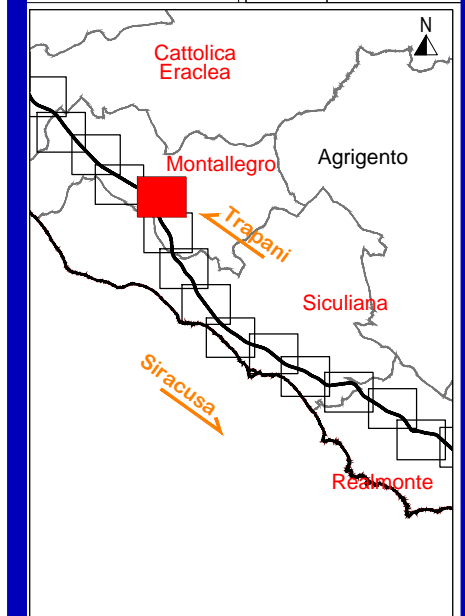 N
Cattolica
Eraclea
Montallegro
Agrigento
Trapani
Siculiana
Siracusa
Realmonte